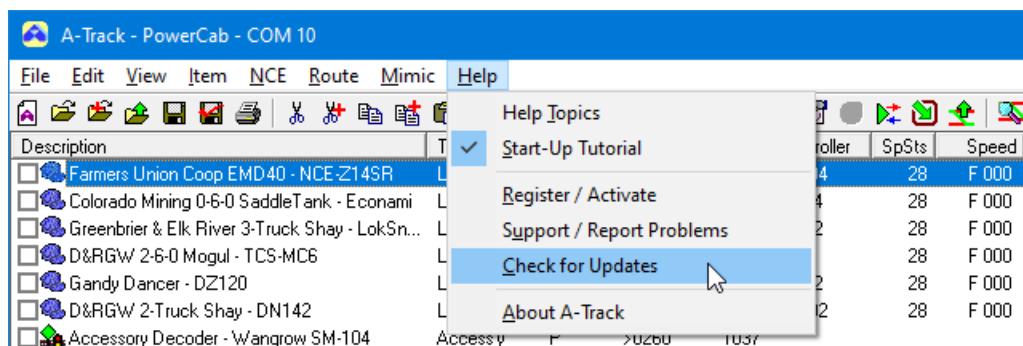 A-Track - PowerCab - COM 10
File Edit View Item NCE Route Mimic Help
Help Topics
Description SpSts Speed
Start-Up Tutorial
Farmers Union Coop EMD40 - NCE-Z14SR 28 F 000
Colorado Mining 0-6-0 SaddleTank - Econami L 28 F 000
Register / Activate
Greenbrier & Elk River 3-Truck Shay - LokSn... L 28 F 000
Support / Report Problems
D&RGW 2-6-0 Mogul - TCS-MC6 L 28 F 000
Check for Updates
Gandy Dancer - DZ120 L 28 F 000
D&RGW 2-Truck Shay - DN142 L 28 F 000
About A-Track
Accessory Decoder - Wangrow SM-104 Accessy P >0260 1037